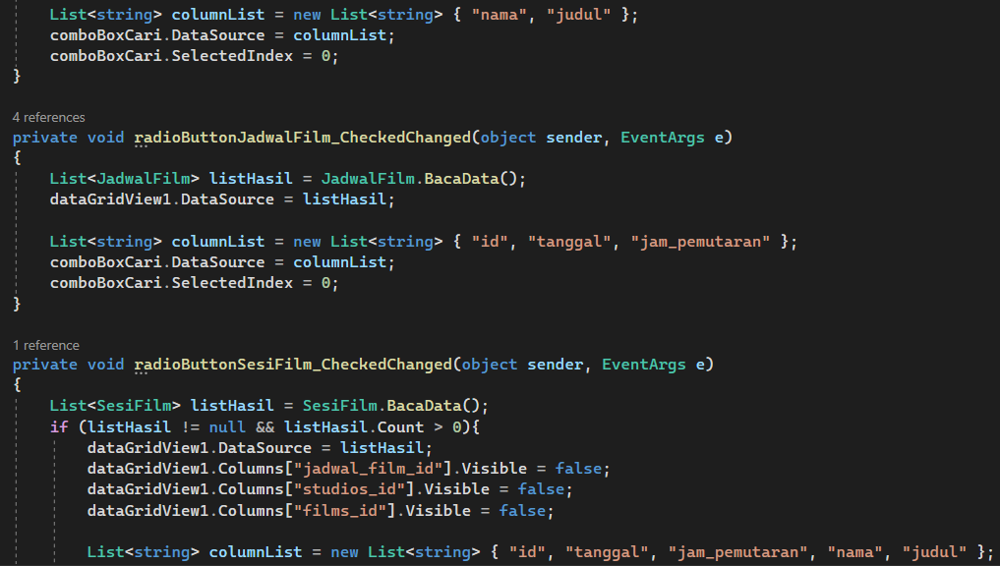 List<string> columnList = new List<string> { "nama", "judul" };
comboBoxCari.DataSource = columnList;
comboBoxCari.SelectedIndex = 0;
}
4 references
private void radioButtonJadwalFilm_CheckedChanged(object sender, EventArgs e)
{
List<JadwalFilm> listHasil = JadwalFilm.BacaData();
dataGridView1.DataSource = listHasil;
List<string> columnList = new List<string> { "id", "tanggal", "jam_pemutaran" };
comboBoxCari.DataSource = columnList;
comboBoxCari.SelectedIndex = 0;
}
1 reference
private void radioButtonSesiFilm_CheckedChanged(object sender, EventArgs e)
{
List<SesiFilm> listHasil = SesiFilm.BacaData();
if (listHasil != null && listHasil.Count > 0){
dataGridView1.DataSource = listHasil;
dataGridView1.Columns["jadwal_film_id"].Visible = false;
dataGridView1.Columns["studios_id"].Visible = false;
dataGridView1.Columns["films_id"].Visible = false;
List<string> columnList = new List<string> { "id", "tanggal", "jam_pemutaran", "nama", "judul" };